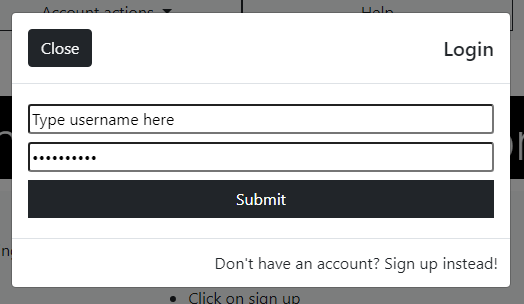 Account actions
Help
Close
Login
Type username here
••••••••••
Submit
Don't have an account? Sign up instead!
Click on sign up